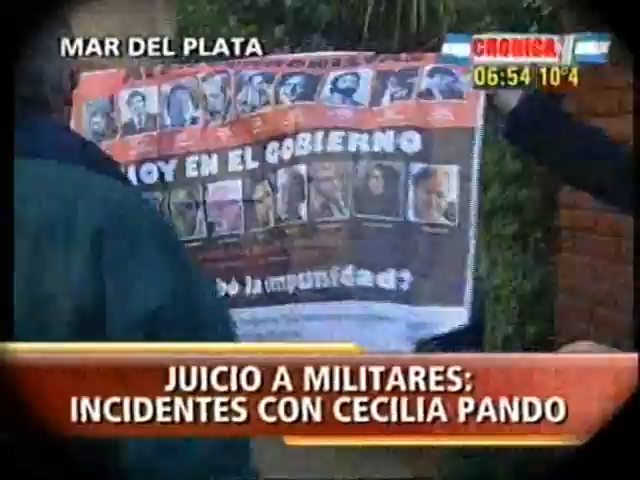 MAR DEL PLATA
CRONICA
06:54 10°4
HOY EN EL GOBIERNO
la impunidad?
JUICIO A MILITARES:
INCIDENTES CON CECILIA PANDO